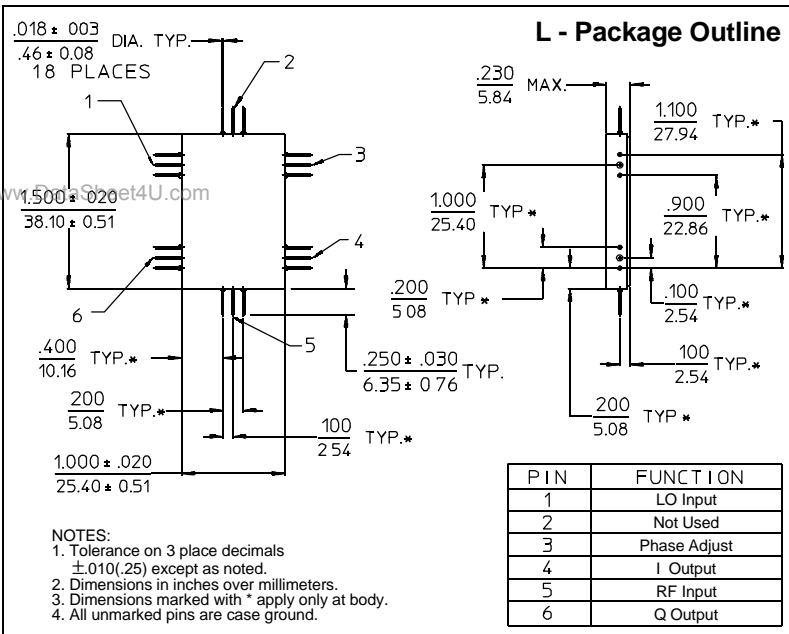 L - Package Outline
.018 ± 003
.46 ± 0.08
DIA. TYP.
18 PLACES
1
2
3
4
5
6
www.DataSheet4U.com
1.500 ± .020
38.10 ± 0.51
.400
10.16
TYP.*
200
5.08
TYP.*
1.000 ± .020
25.40 ± 0.51
100
2 54
TYP.*
.250 ± .030
6.35 ± 0 76
TYP.
.230
5.84
MAX.
1.100
27.94
TYP.*
1.000
25.40
TYP *
.900
22.86
TYP.*
.200
5 08
TYP *
.100
2.54
TYP.*
100
2.54
TYP.*
200
5.08
TYP *
NOTES:
1. Tolerance on 3 place decimals
±.010(.25) except as noted.
2. Dimensions in inches over millimeters.
3. Dimensions marked with * apply only at body.
4. All unmarked pins are case ground.
PIN FUNCTION
1 LO Input
2 Not Used
3 Phase Adjust
4 I Output
5 RF Input
6 Q Output